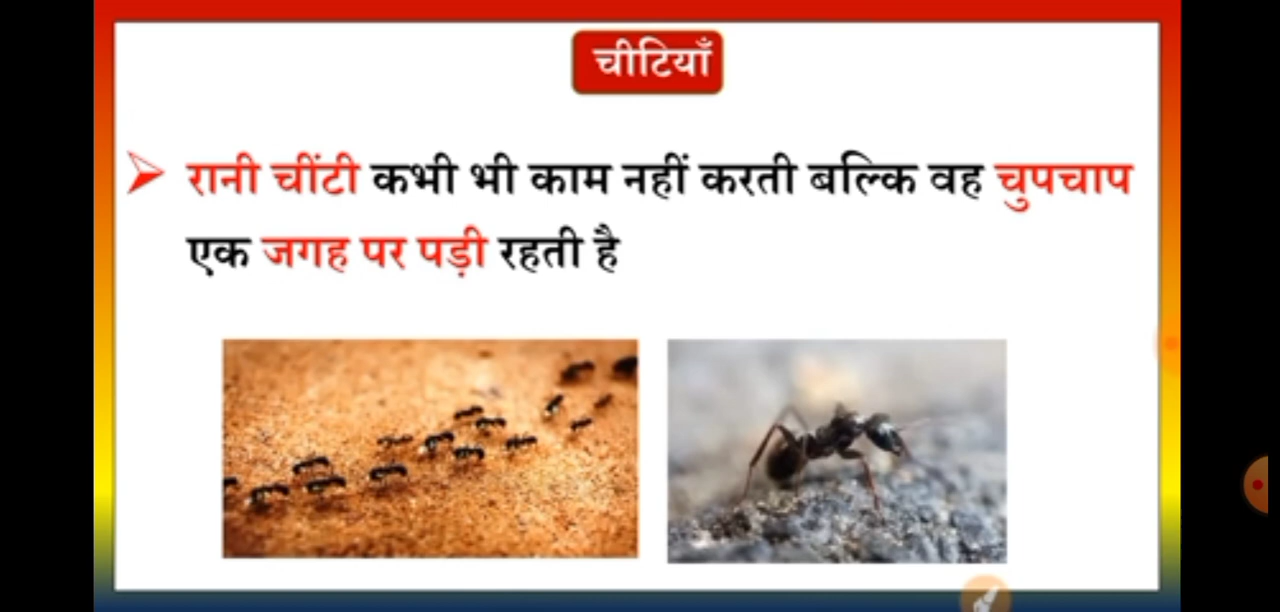 चीटियाँ
रानी चींटी कभी भी काम नहीं करती बल्कि वह चुपचाप
एक जगह पर पड़ी रहती है